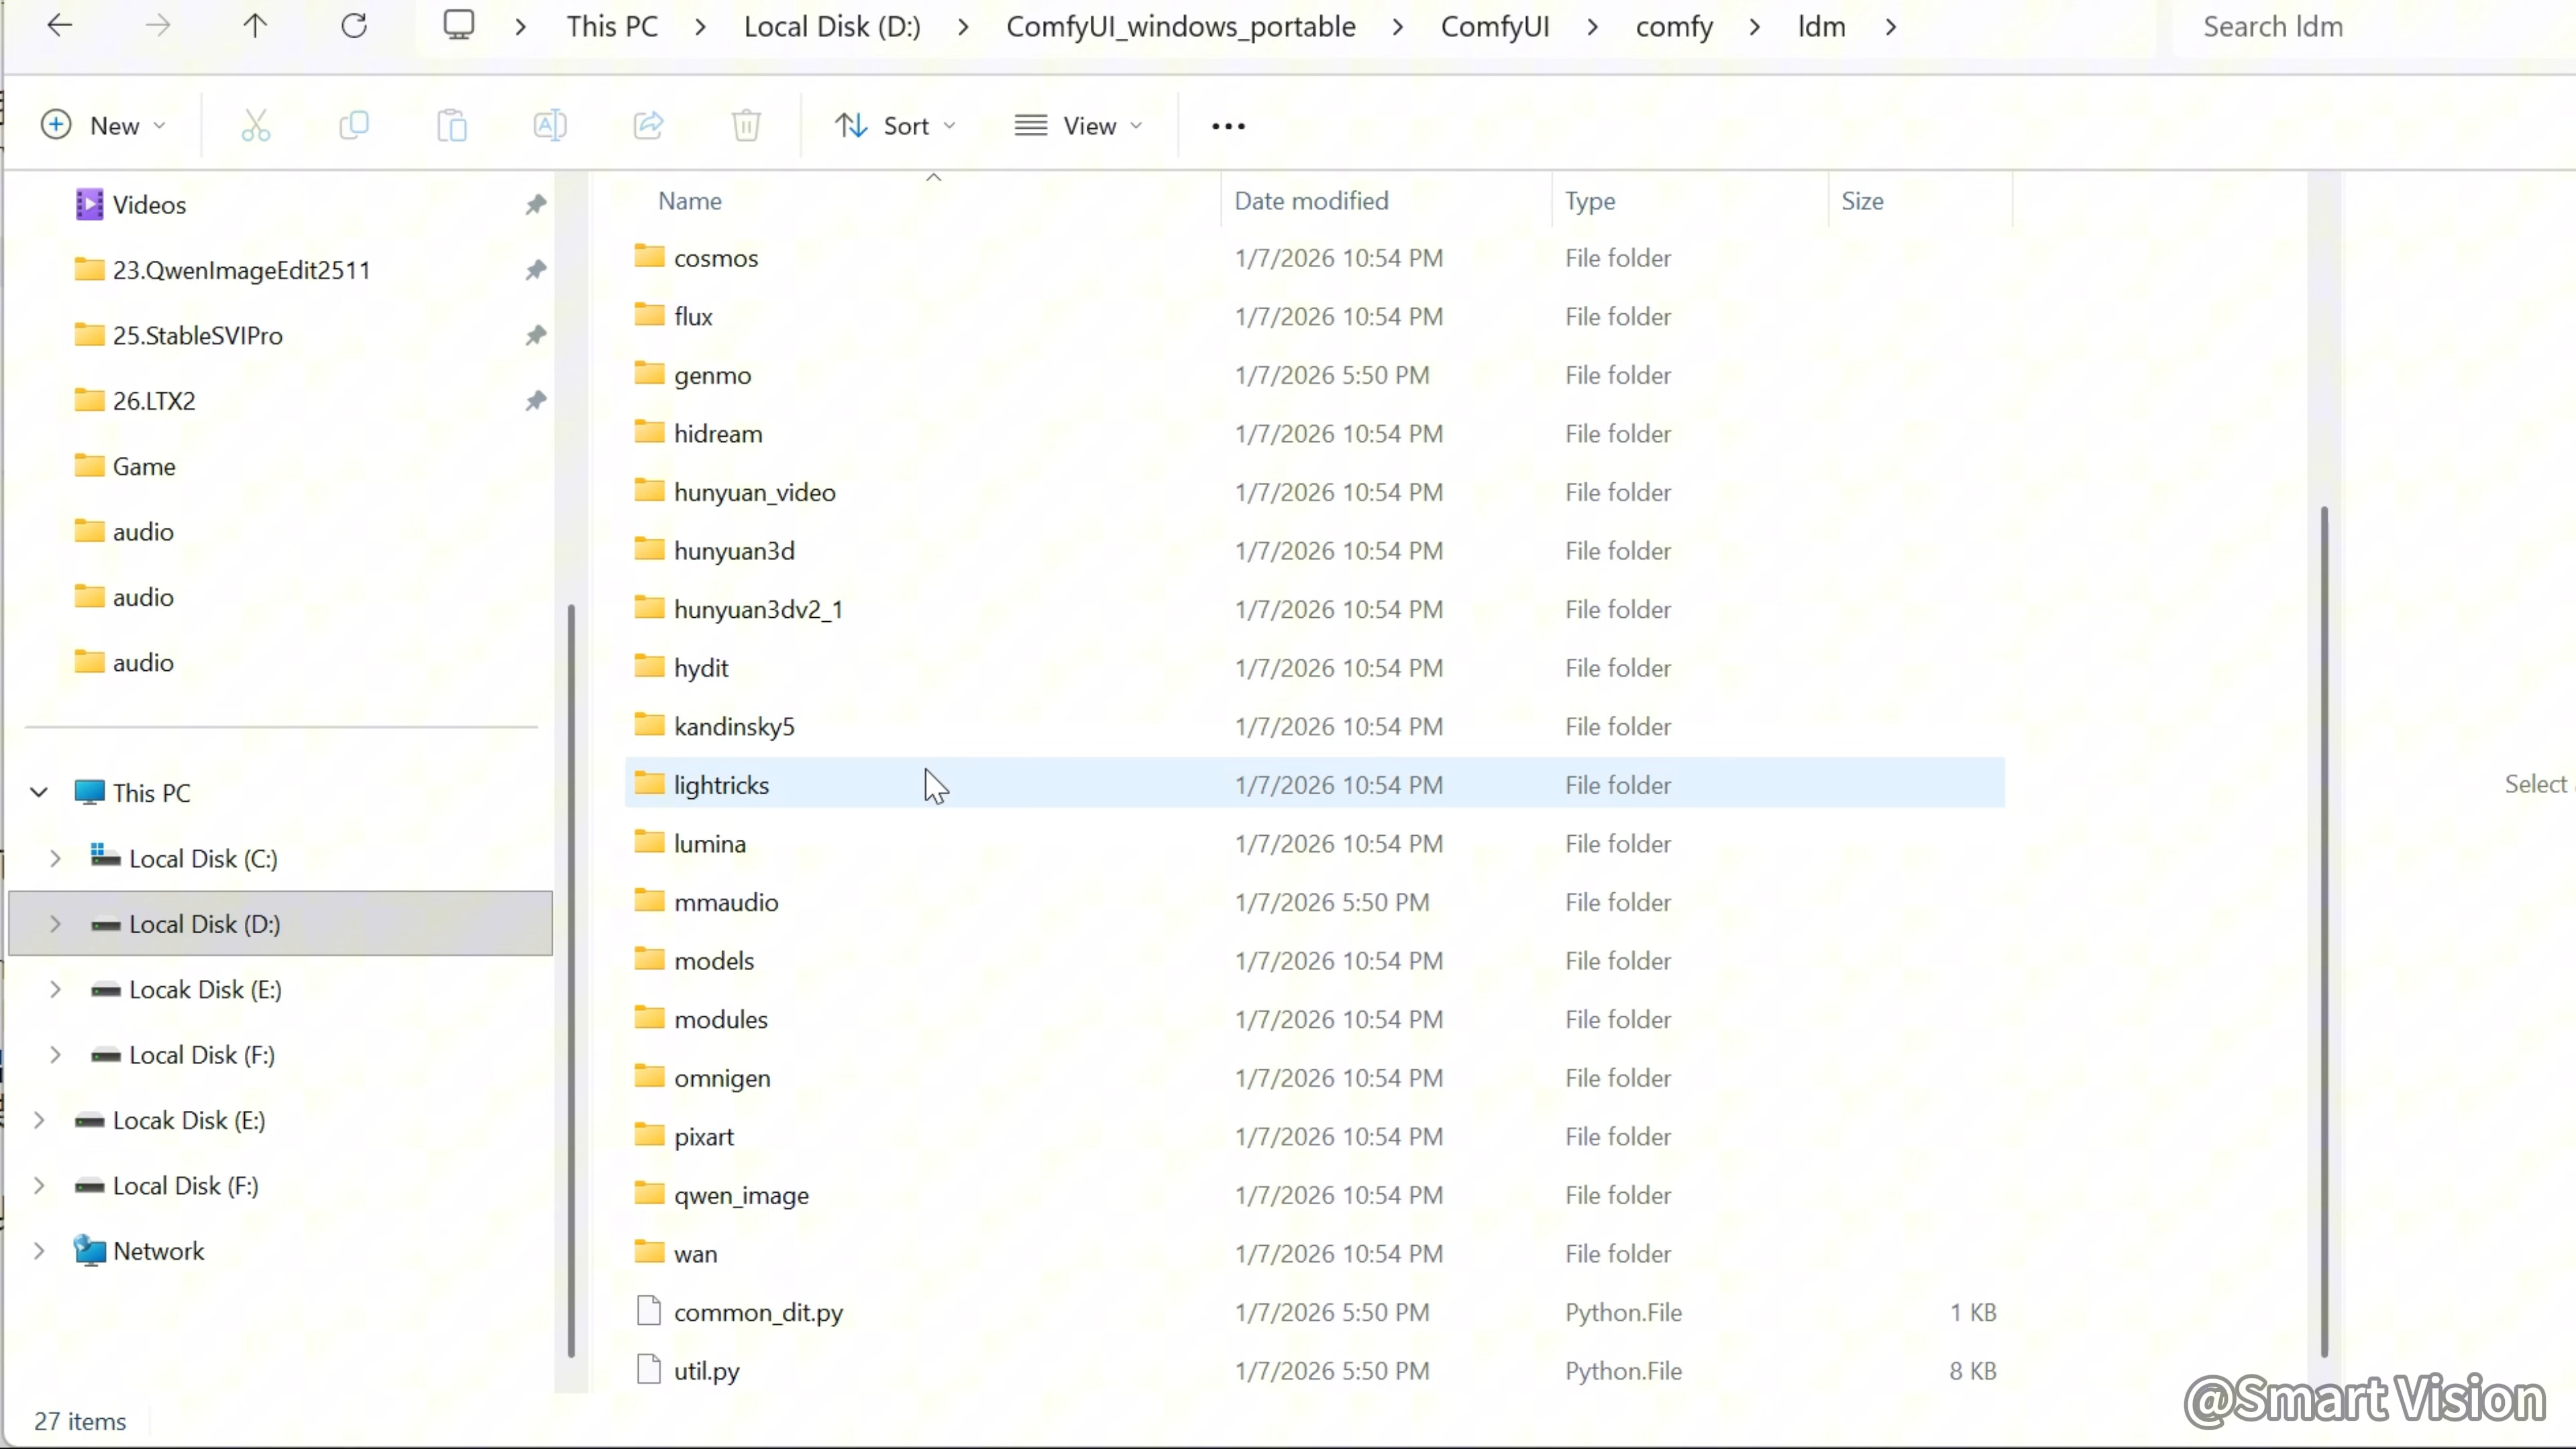 This PC > Local Disk (D:) > ComfyUI_windows_portable > ComfyUI > comfy > ldm >
Search ldm
New
Sort
View
Videos
23.QwenImageEdit2511
25.StableSVIPro
26.LTX2
Game
audio
audio
audio
This PC
Local Disk (C:)
Local Disk (D:)
Locak Disk (E:)
Local Disk (F:)
Locak Disk (E:)
Local Disk (F:)
Network
Name Date modified Type Size
cosmos 1/7/2026 10:54 PM File folder
flux 1/7/2026 10:54 PM File folder
genmo 1/7/2026 5:50 PM File folder
hidream 1/7/2026 10:54 PM File folder
hunyuan_video 1/7/2026 10:54 PM File folder
hunyuan3d 1/7/2026 10:54 PM File folder
hunyuan3dv2_1 1/7/2026 10:54 PM File folder
hydit 1/7/2026 10:54 PM File folder
kandinsky5 1/7/2026 10:54 PM File folder
lightricks 1/7/2026 10:54 PM File folder
lumina 1/7/2026 10:54 PM File folder
mmaudio 1/7/2026 5:50 PM File folder
models 1/7/2026 10:54 PM File folder
modules 1/7/2026 10:54 PM File folder
omnigen 1/7/2026 10:54 PM File folder
pixart 1/7/2026 10:54 PM File folder
qwen_image 1/7/2026 10:54 PM File folder
wan 1/7/2026 10:54 PM File folder
common_dit.py 1/7/2026 5:50 PM Python.File 1 KB
util.py 1/7/2026 5:50 PM Python.File 8 KB
Select
27 items
@Smart Vision